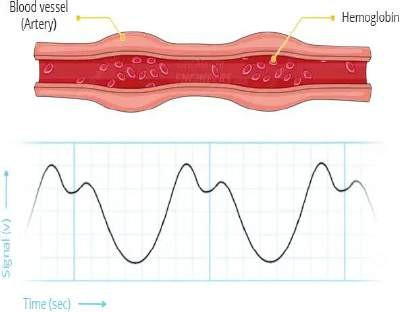 Blood vessel
(Artery)
Hemoglobin
Signal (v)
Time (sec)